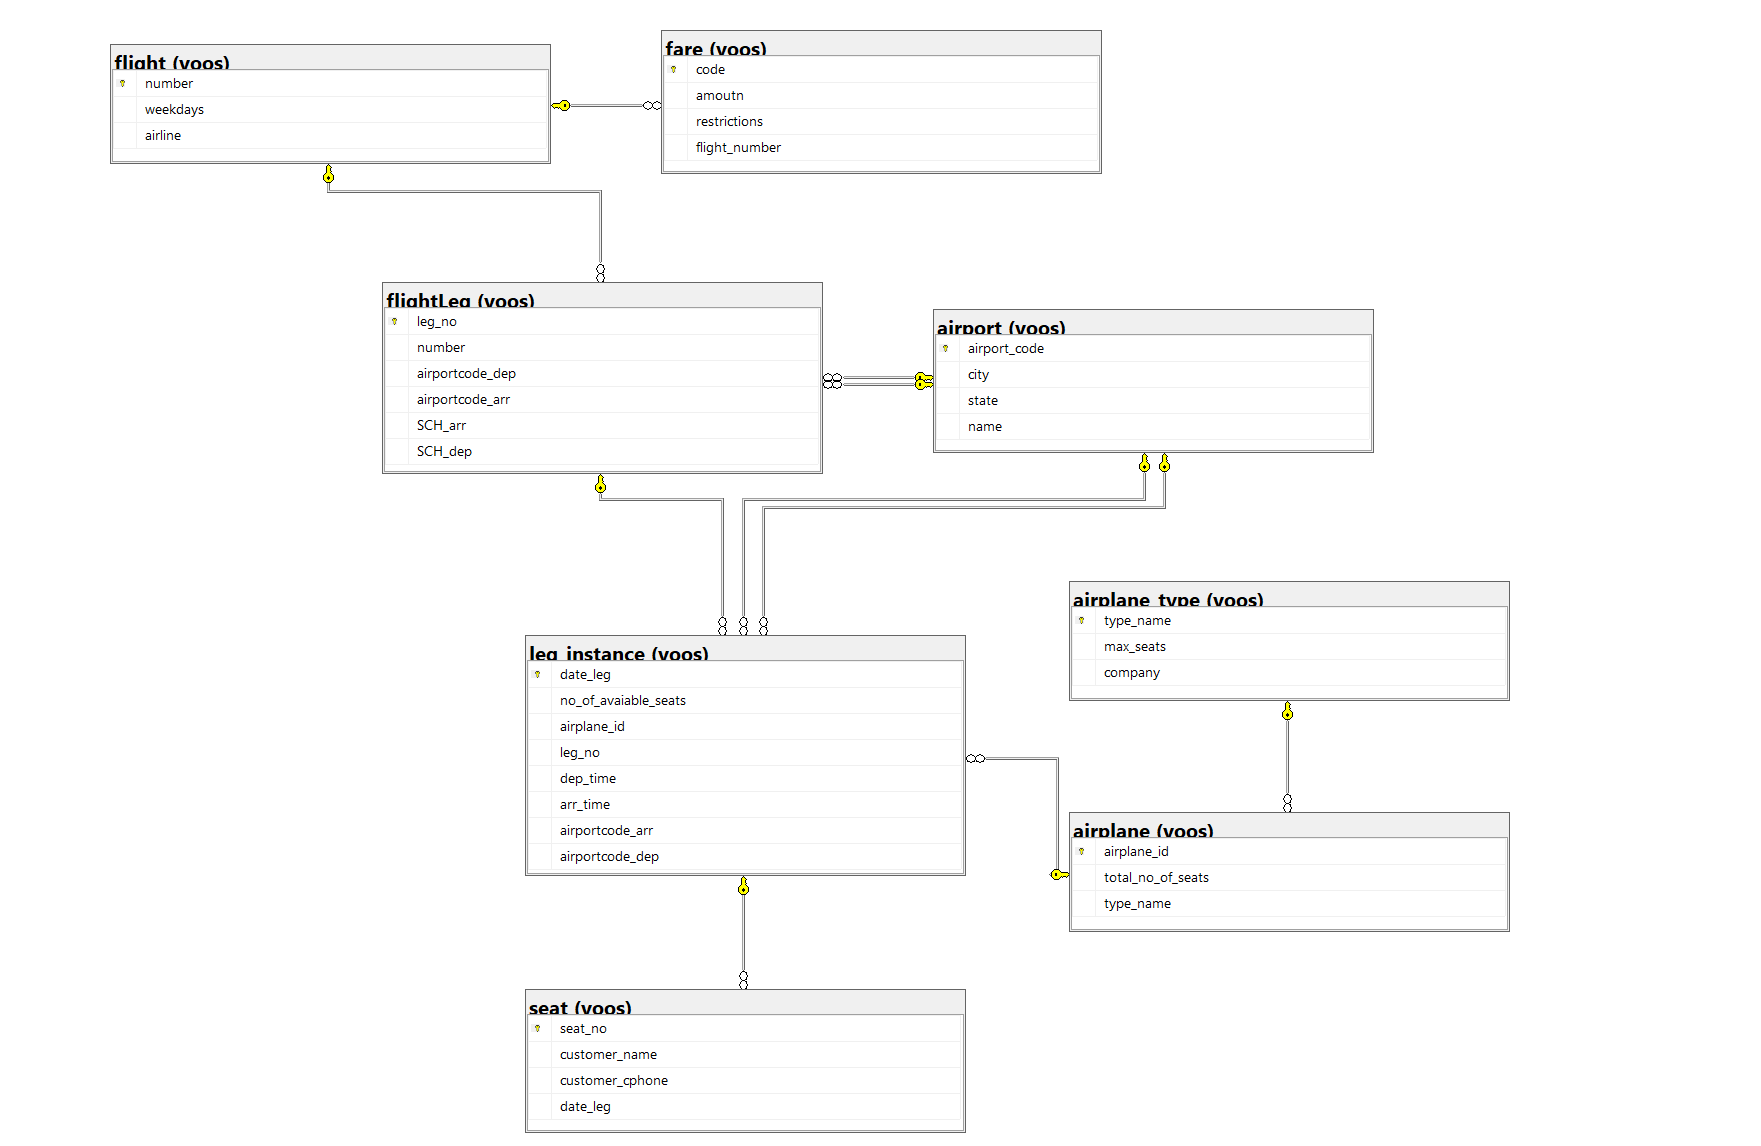 flight (voos)
number
weekdays
airline
fare (voos)
code
amoutn
restrictions
flight_number
flightLeg (voos)
leg_no
number
airportcode_dep
airportcode_arr
SCH_arr
SCH_dep
airport (voos)
airport_code
city
state
name
leg_instance (voos)
date_leg
no_of_avaiable_seats
airplane_id
leg_no
dep_time
arr_time
airportcode_arr
airportcode_dep
airplane_type (voos)
type_name
max_seats
company
airplane (voos)
airplane_id
total_no_of_seats
type_name
seat (voos)
seat_no
customer_name
customer_cphone
date_leg